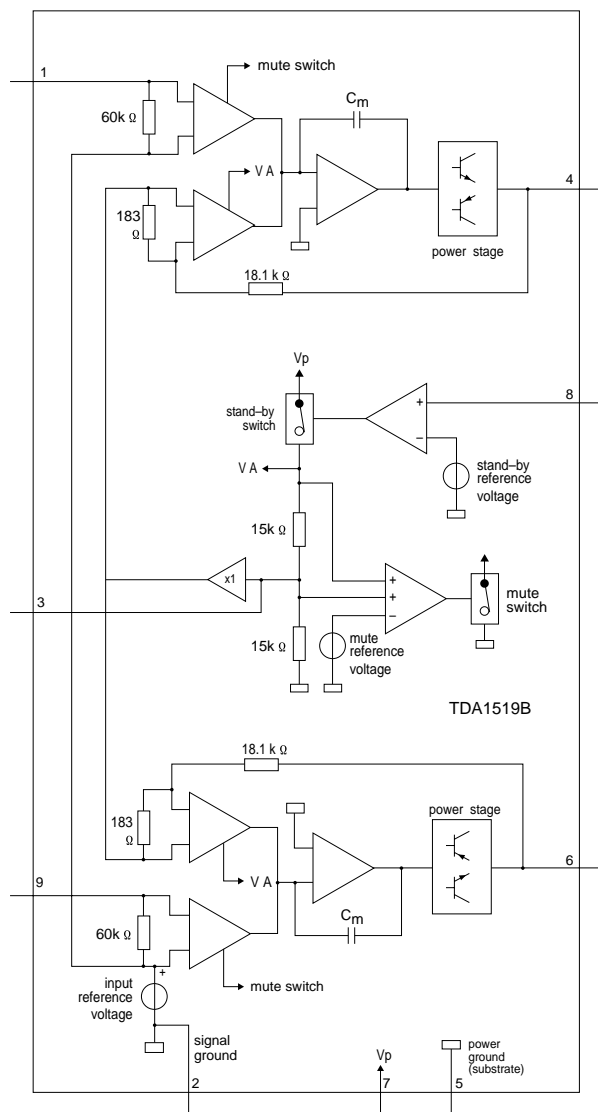 1
mute switch
60k Ω
Cm
V A
183
Ω
4
power stage
18.1 k Ω
Vp
8
stand–by
switch
+
–
V A
stand–by
reference
voltage
15k Ω
x1
+
+
–
mute
switch
3
15k Ω
mute
reference
voltage
TDA1519B
18.1 k Ω
power stage
183
Ω
V A
6
9
Cm
60k Ω
+
input
reference
voltage
mute switch
signal
ground
Vp
power
ground
(substrate)
2
7
5